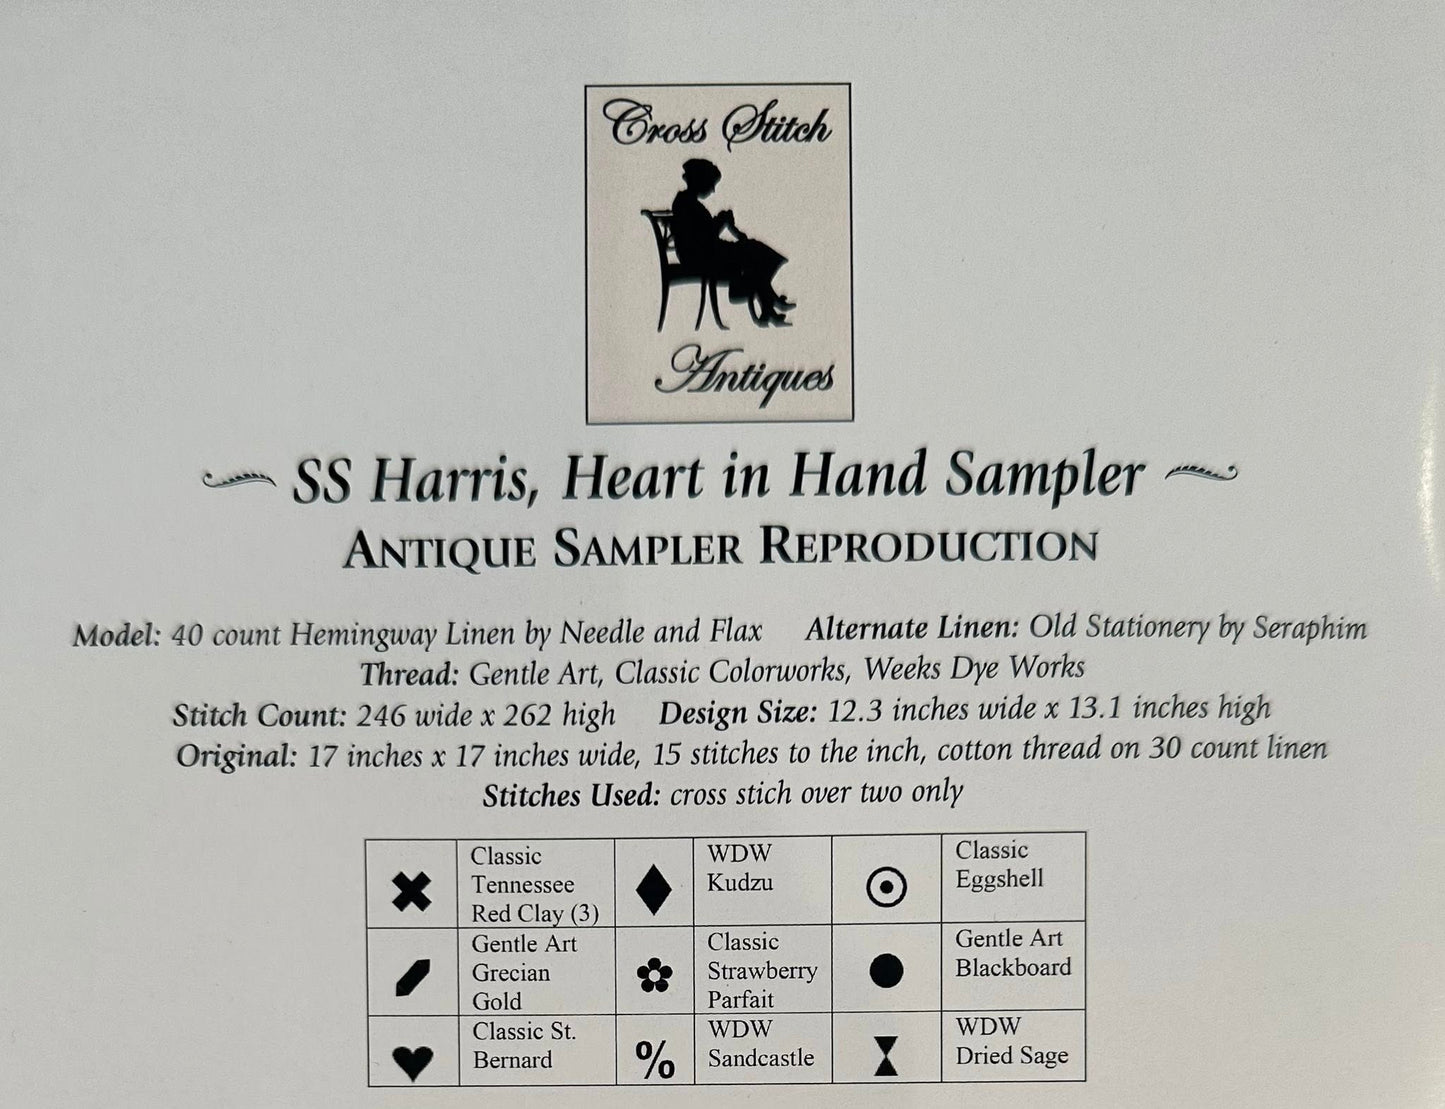 Cross Stitch
Antiques
SS Harris, Heart in Hand Sampler
ANTIQUE SAMPLER REPRODUCTION
Model: 40 count Hemingway Linen by Needle and Flax Alternate Linen: Old Stationery by Seraphim
Thread: Gentle Art, Classic Colorworks, Weeks Dye Works
Stitch Count: 246 wide x 262 high Design Size: 12.3 inches wide x 13.1 inches high
Original: 17 inches x 17 inches wide, 15 stitches to the inch, cotton thread on 30 count linen
Stitches Used: cross stich over two only
Classic
Tennessee
Red Clay (3)
WDW
Kudzu
Classic
Eggshell
Gentle Art
Grecian
Gold
Classic
Strawberry
Parfait
Gentle Art
Blackboard
Classic St.
Bernard
%
WDW
Sandcastle
WDW
Dried Sage